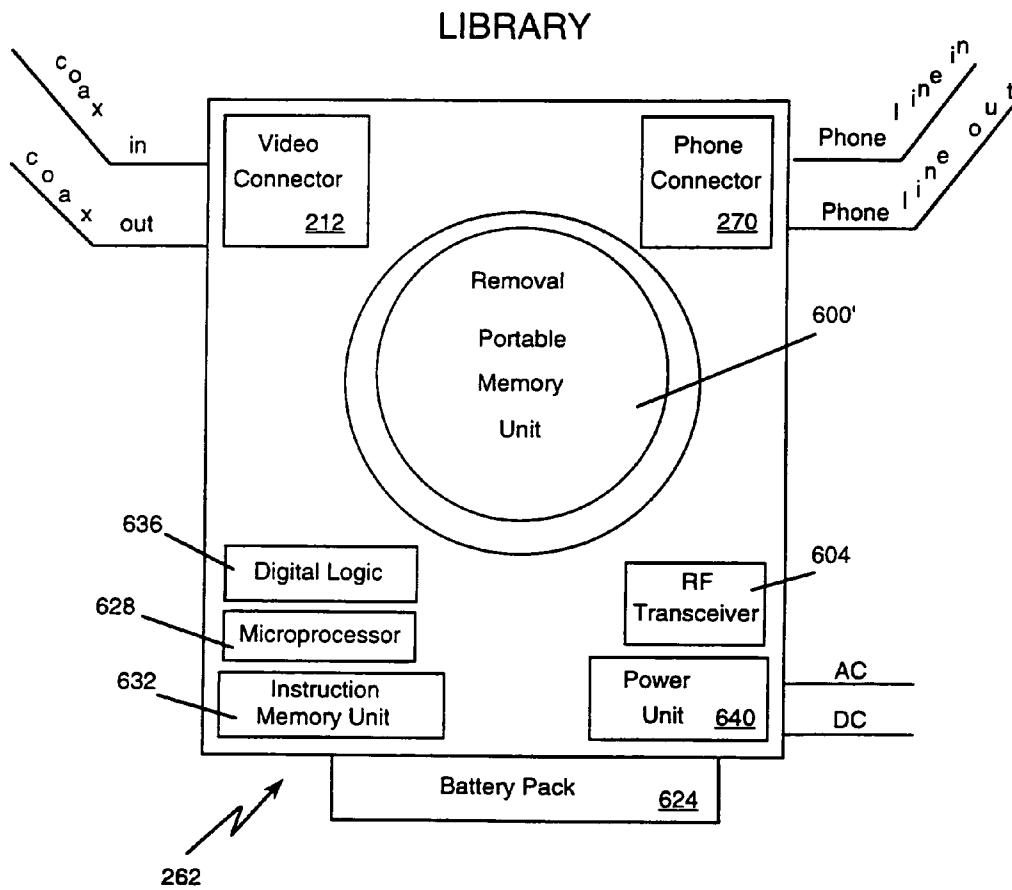 LIBRARY
coax in
coax out
Video
Connector
212
Phone
Connector
270
Phone line in
Phone line out
Removal
Portable
Memory
Unit
600'
636
Digital Logic
628
Microprocessor
632
Instruction
Memory Unit
604
RF
Transceiver
Power
Unit
640
AC
DC
Battery Pack
624
262